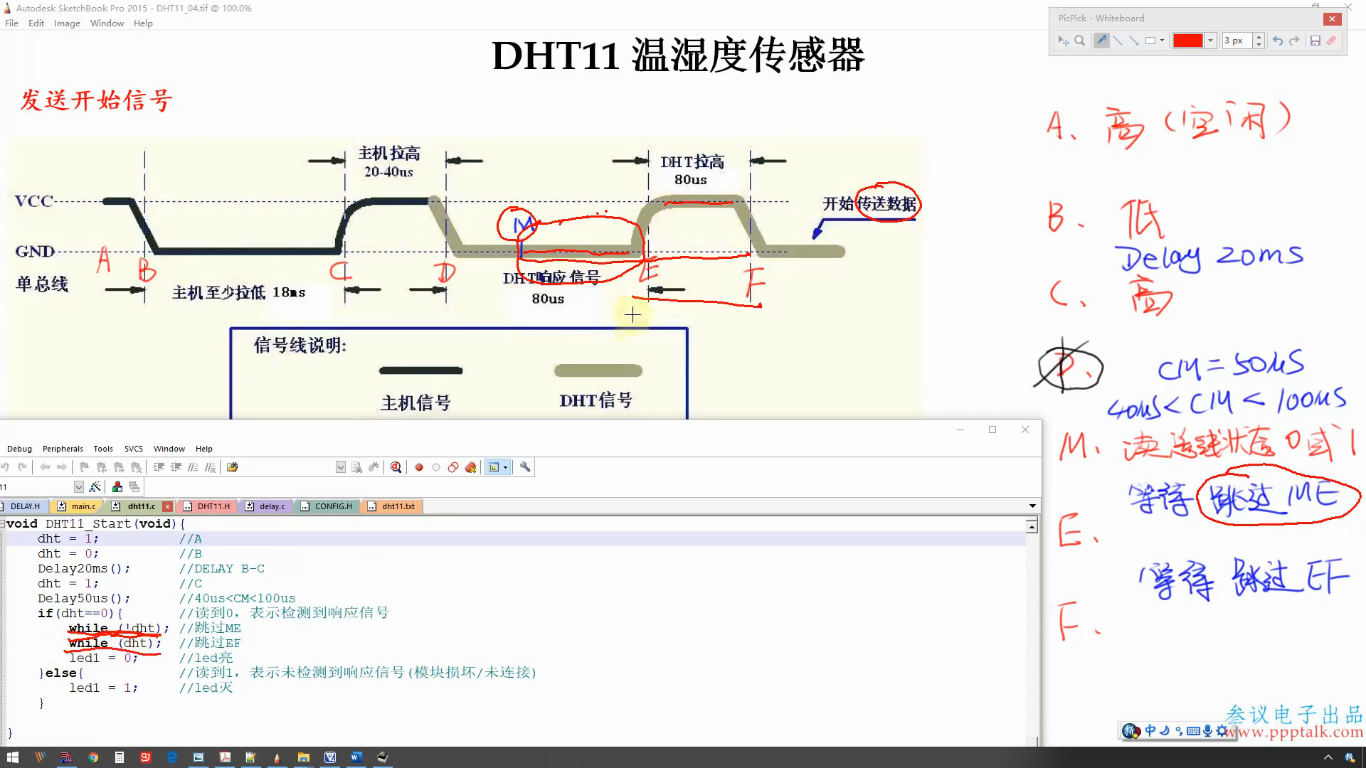 Autodesk SketchBook Pro 2015 - DHT11_04.tif @ 100.0%
File Edit Image Window Help
PicPick - Whiteboard
3 px
DHT11 温湿度传感器
发送开始信号
主机拉高
20-40us
DHT拉高
80us
VCC
GND
单总线
开始传送数据
A
B
C
D
M
E
F
主机至少拉低 18ms
DHT响应信号
80us
信号线说明:
主机信号
DHT信号
A、高(空闲)
B、低
Delay 20ms
C、高
D、
CM = 50us
40us < CM < 100us
M、读总线状态0或1
等待 跳过ME
E、
等待 跳过EF
F、
Debug Peripherals Tools SVCS Window Help
DELAY.H main.c dht11.c DHT11.H delay.c CONFIG.H dht11.txt
void DHT11_Start(void){
dht = 1; //A
dht = 0; //B
Delay20ms(); //DELAY B-C
dht = 1; //C
Delay50us(); //40us<CM<100us
if(dht==0){ //读到0，表示检测到响应信号
while (!dht); //跳过ME
while (dht); //跳过EF
led1 = 0; //led亮
}else{ //读到1，表示未检测到响应信号(模块损坏/未连接)
led1 = 1; //led灭
}
}
中
参议电子出品
www.ppptalk.com